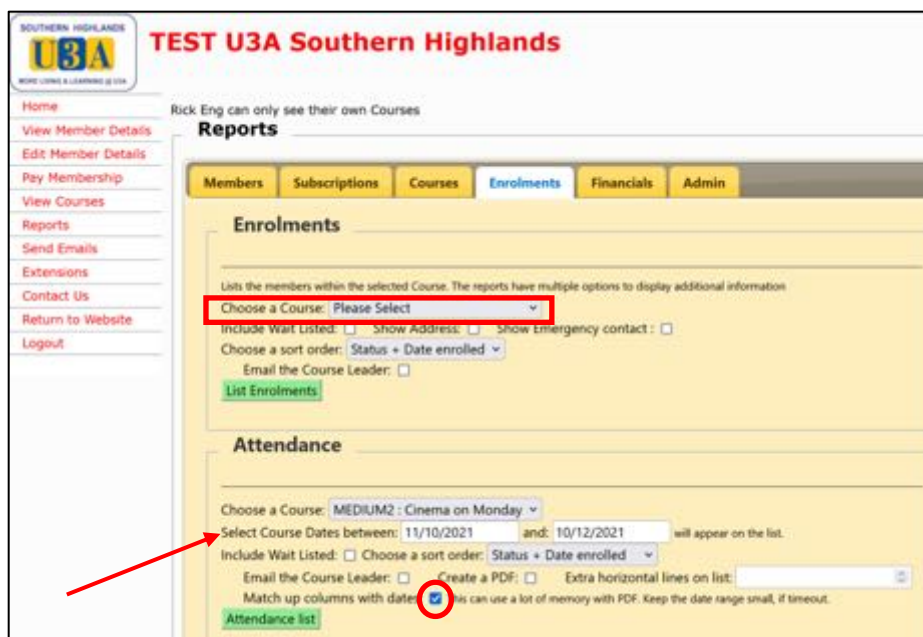 SOUTHERN HIGHLANDS
U3A
MORE LIVING & LEARNING @ U3A
TEST U3A Southern Highlands
Home
View Member Details
Edit Member Details
Pay Membership
View Courses
Reports
Send Emails
Extensions
Contact Us
Return to Website
Logout
Rick Eng can only see their own Courses
Reports
Members Subscriptions Courses Enrolments Financials Admin
Enrolments
Lists the members within the selected Course. The reports have multiple options to display additional information
Choose a Course: Please Select
Include Wait Listed: Show Address: Show Emergency contact :
Choose a sort order: Status + Date enrolled
Email the Course Leader:
List Enrolments
Attendance
Choose a Course: MEDIUM2 : Cinema on Monday
Select Course Dates between: 11/10/2021 and: 10/12/2021 will appear on the list.
Include Wait Listed: Choose a sort order: Status + Date enrolled
Email the Course Leader: Create a PDF: Extra horizontal lines on list:
Match up columns with dates this can use a lot of memory with PDF. Keep the date range small, if timeout.
Attendance list